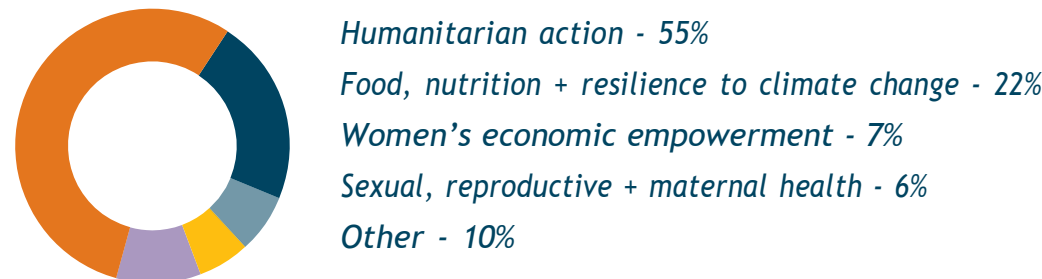 Humanitarian action - 55%
Food, nutrition + resilience to climate change - 22%
Women’s economic empowerment - 7%
Sexual, reproductive + maternal health - 6%
Other - 10%